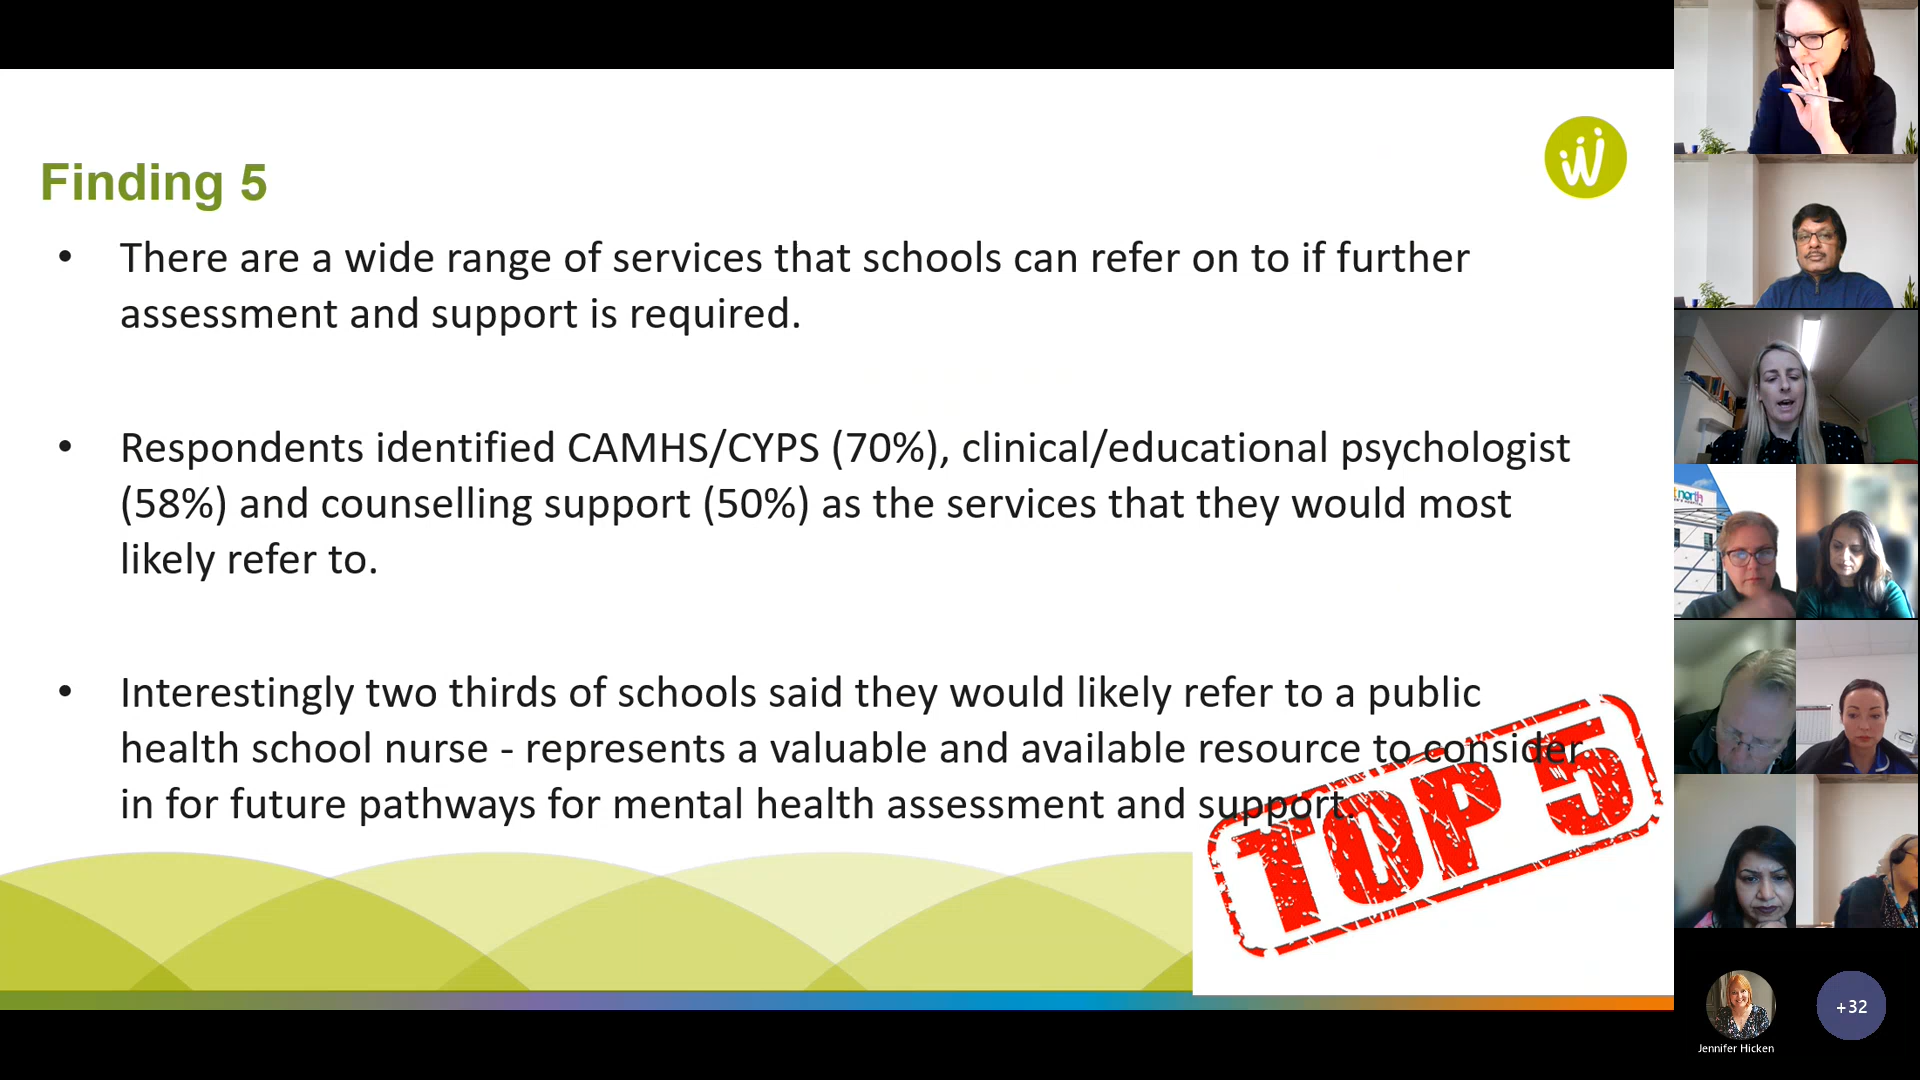 Finding 5
• There are a wide range of services that schools can refer on to if further
assessment and support is required.
• Respondents identified CAMHS/CYPS (70%), clinical/educational psychologist
(58%) and counselling support (50%) as the services that they would most
likely refer to.
• Interestingly two thirds of schools said they would likely refer to a public
health school nurse - represents a valuable and available resource to consider
in for future pathways for mental health assessment and support.
TOP 5
north
Jennifer Hicken
+32